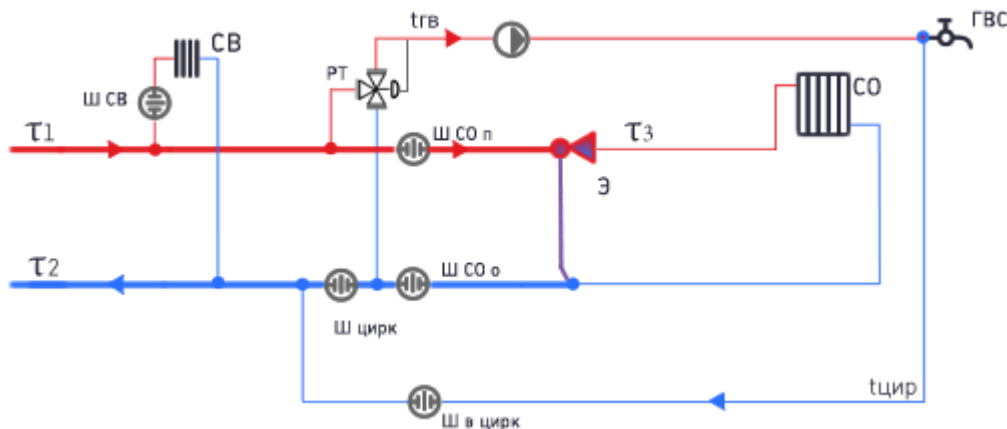 tгв
ГВС
СВ
РТ
Ш СВ
СО
τ1
Ш СО п
τ3
Э
τ2
Ш СО о
Ш цирк
tцир
Ш в цирк